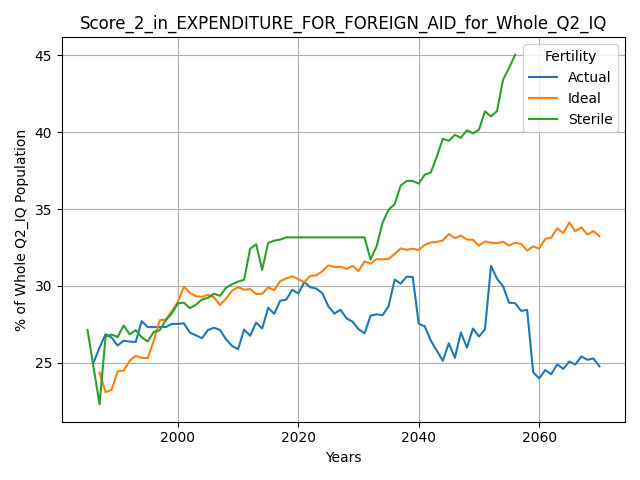 Score_2_in_EXPENDITURE_FOR_FOREIGN_AID_for_Whole_Q2_IQ
Fertility
Actual
Ideal
Sterile
% of Whole Q2_IQ Population
45
40
35
30
25
2000
2020
2040
2060
Years